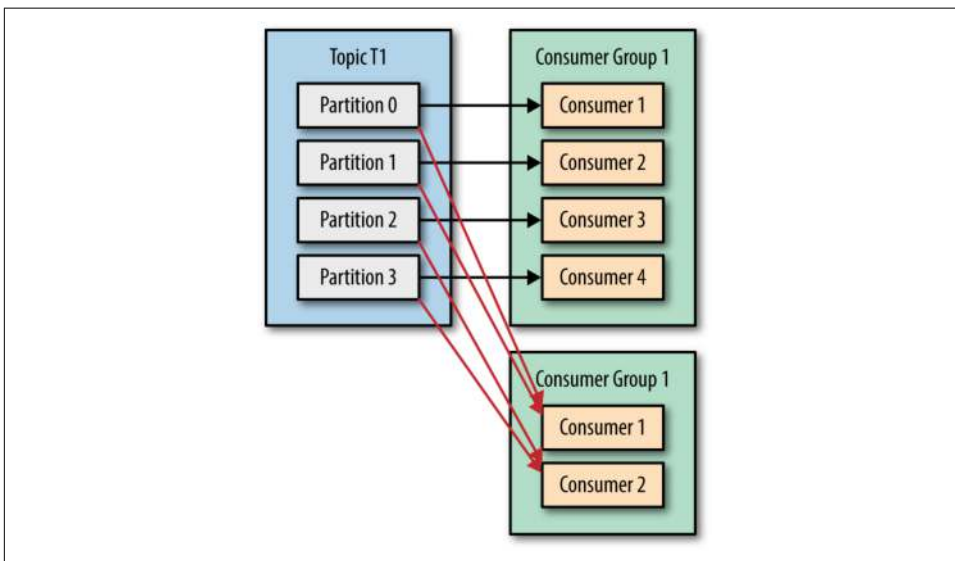 Topic T1
Partition 0
Partition 1
Partition 2
Partition 3
Consumer Group 1
Consumer 1
Consumer 2
Consumer 3
Consumer 4
Consumer Group 1
Consumer 1
Consumer 2